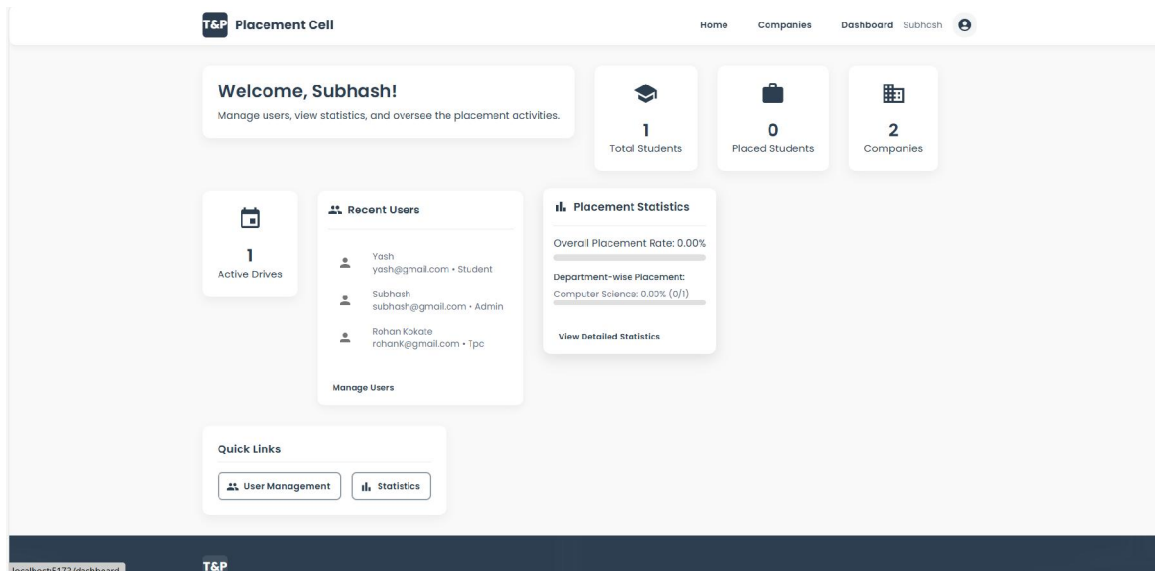 T&P Placement Cell
Home Companies Dashboard Subhash
Welcome, Subhash!
Manage users, view statistics, and oversee the placement activities.
1
Total Students
0
Placed Students
2
Companies
1
Active Drives
Recent Users
Yash
yash@gmail.com • Student
Subhash
subhash@gmail.com • Admin
Rohan Kokate
rohank@gmail.com • Tpc
Manage Users
Placement Statistics
Overall Placement Rate: 0.00%
Department-wise Placement:
Computer Science: 0.00% (0/1)
View Detailed Statistics
Quick Links
User Management
Statistics
T&P
localhost:5173/dashboard